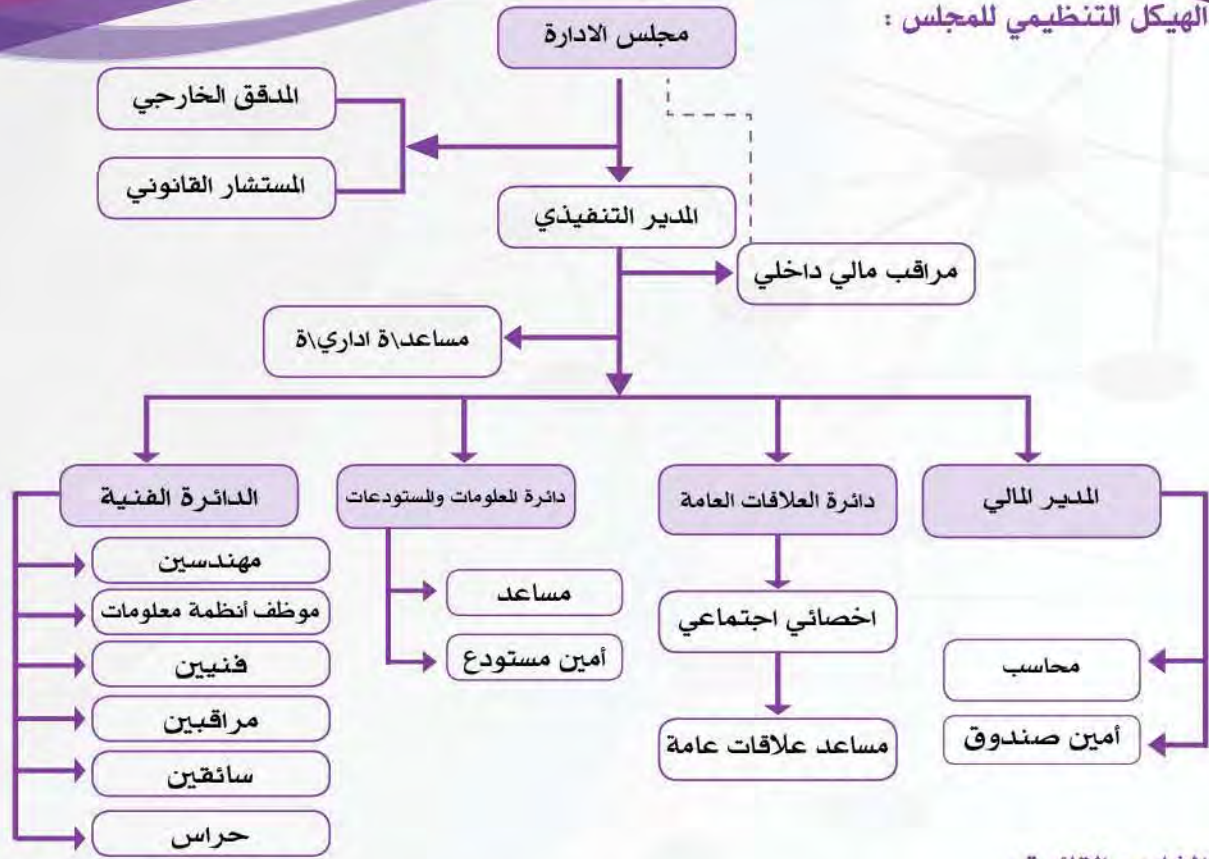 الهيكل التنظيمي للمجلس :
مجلس الادارة
المدقق الخارجي
المستشار القانوني
المدير التنفيذي
مراقب مالي داخلي
مساعد\ة اداري\ة
المدير المالي
دائرة العلاقات العامة
دائرة المعلومات والمستودعات
الدائرة الفنية
محاسب
أمين صندوق
اخصائي اجتماعي
مساعد علاقات عامة
مساعد
أمين مستودع
مهندسين
موظف أنظمة معلومات
فنيين
مراقبين
سائقين
حراس